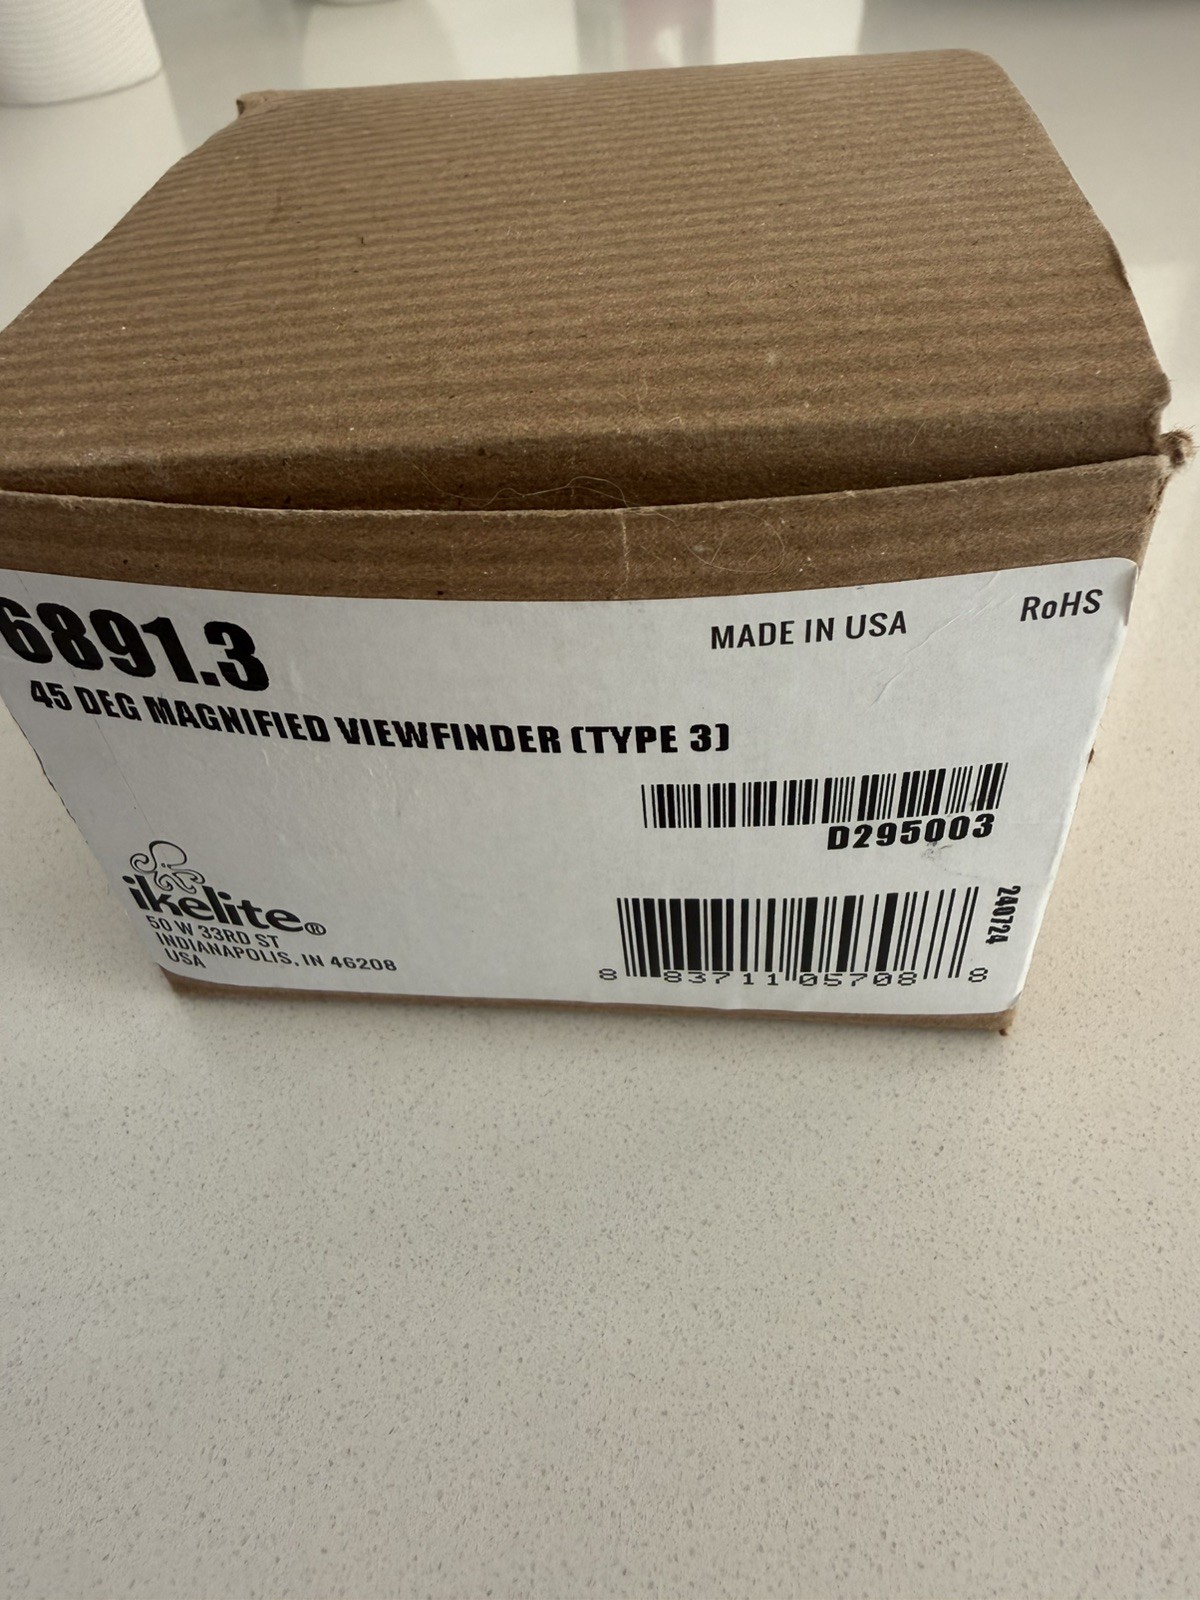 6891.3
MADE IN USA
RoHS
45 DEG MAGNIFIED VIEWFINDER (TYPE 3)
D295003
ikelite®
50 W 33RD ST
INDIANAPOLIS, IN 46208
USA
240724
8 83711 05708 8